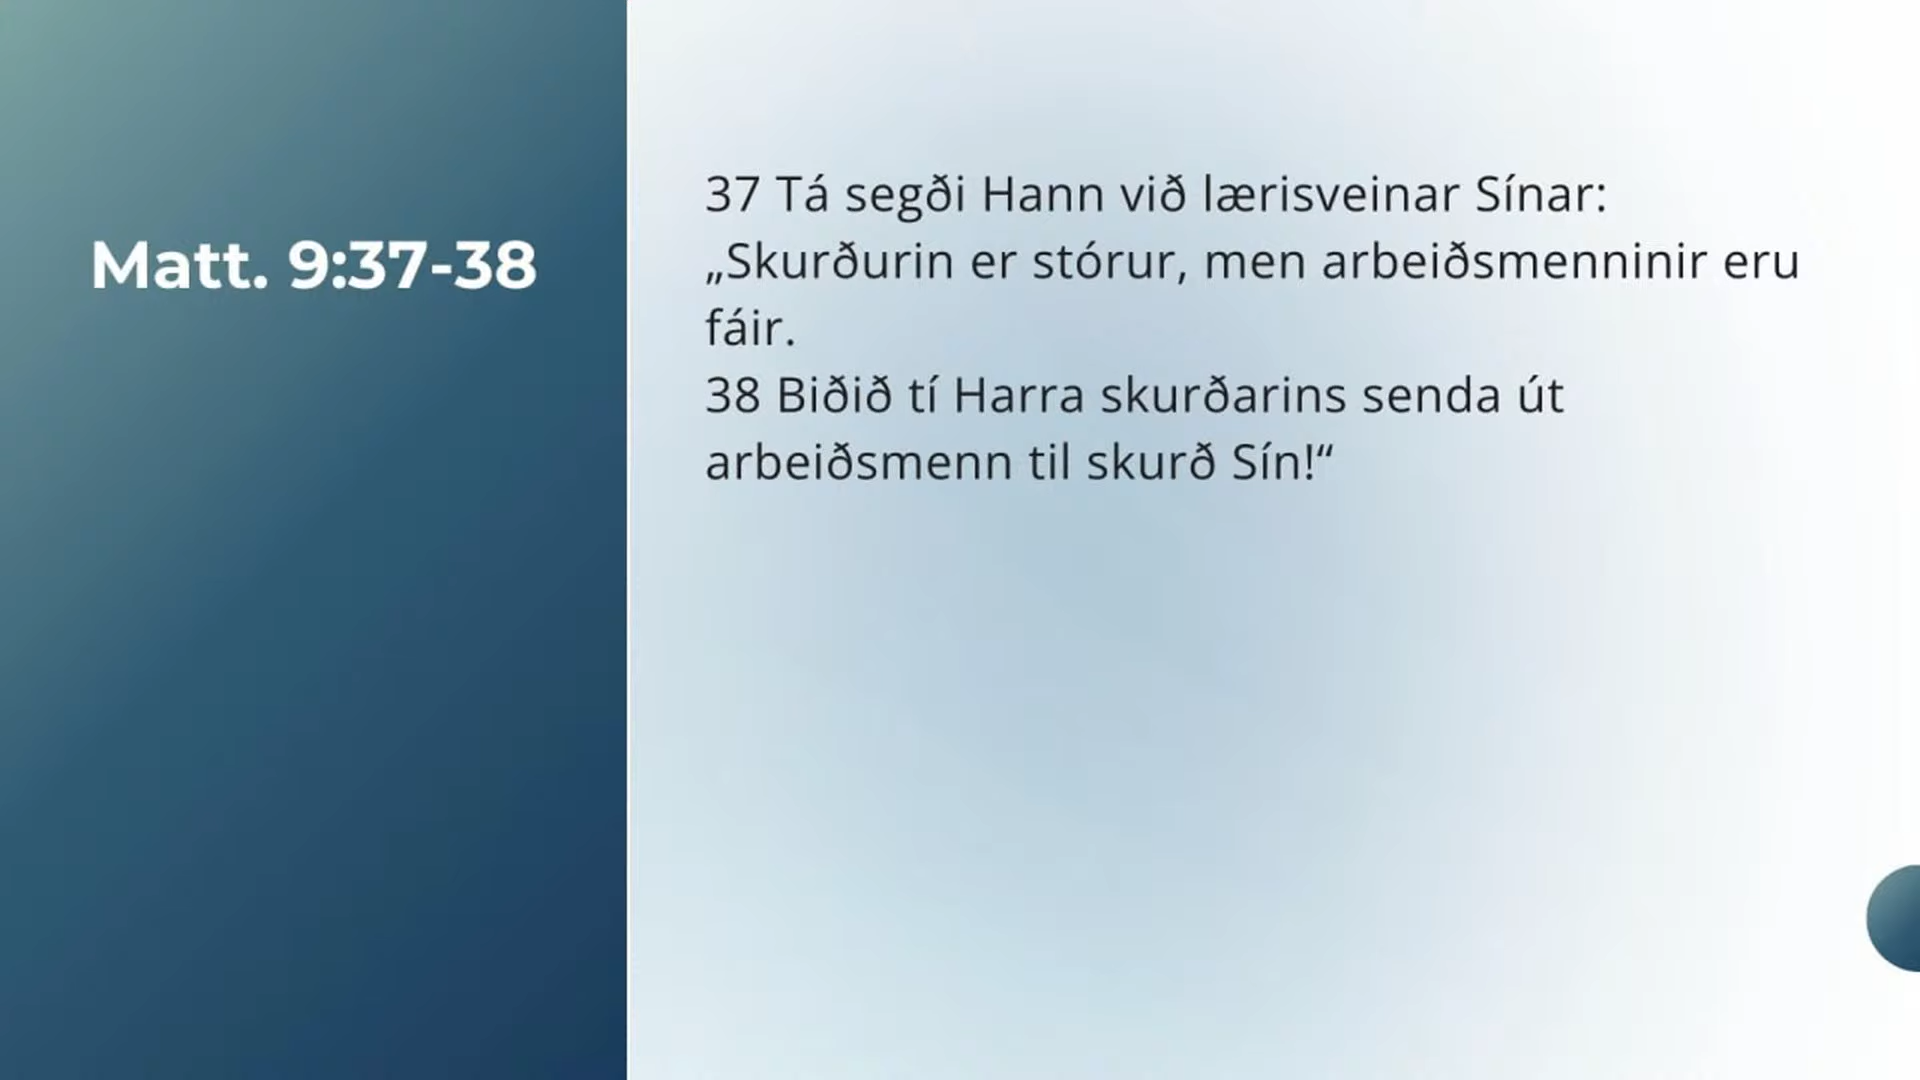 Matt. 9:37-38
37 Tá segði Hann við lærisveinar Sínar:
„Skurðurin er stórur, men arbeiðsmenninir eru
fáir.
38 Biðið tí Harra skurðarins senda út
arbeiðsmenn til skurð Sín!“